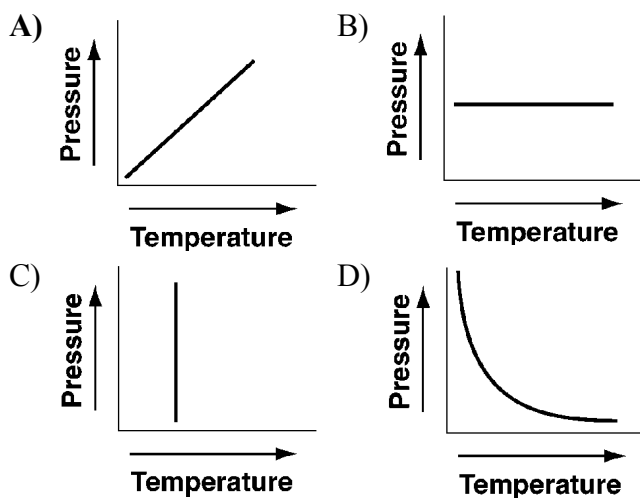 A)
Pressure
Temperature
B)
Pressure
Temperature
C)
Pressure
Temperature
D)
Pressure
Temperature